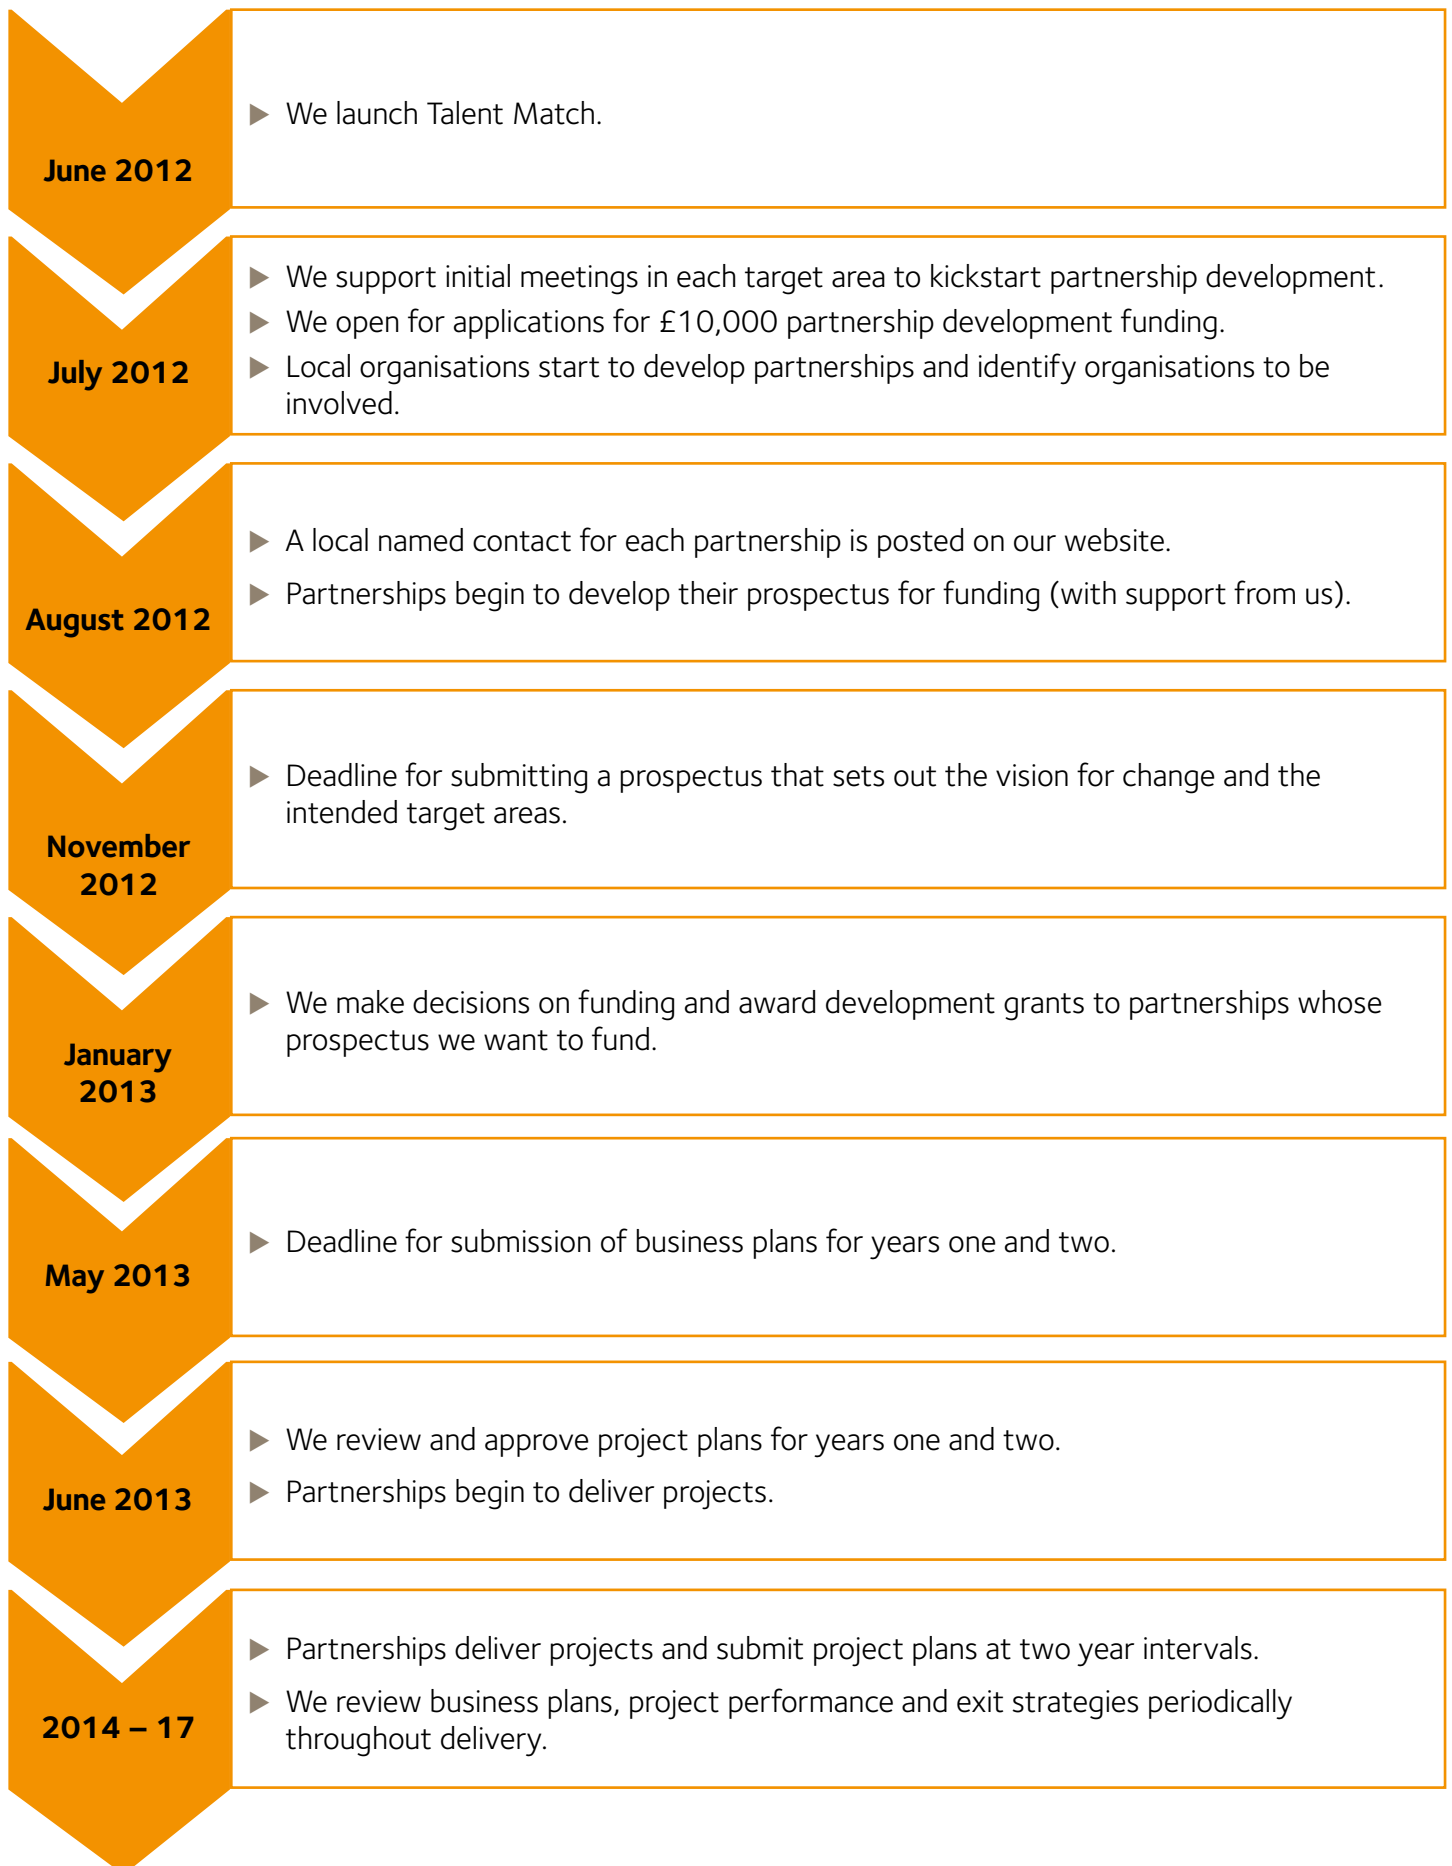 June 2012
We launch Talent Match.
July 2012
We support initial meetings in each target area to kickstart partnership development.
We open for applications for £10,000 partnership development funding.
Local organisations start to develop partnerships and identify organisations to be
involved.
August 2012
A local named contact for each partnership is posted on our website.
Partnerships begin to develop their prospectus for funding (with support from us).
November
2012
Deadline for submitting a prospectus that sets out the vision for change and the
intended target areas.
January
2013
We make decisions on funding and award development grants to partnerships whose
prospectus we want to fund.
May 2013
Deadline for submission of business plans for years one and two.
June 2013
We review and approve project plans for years one and two.
Partnerships begin to deliver projects.
2014 – 17
Partnerships deliver projects and submit project plans at two year intervals.
We review business plans, project performance and exit strategies periodically
throughout delivery.